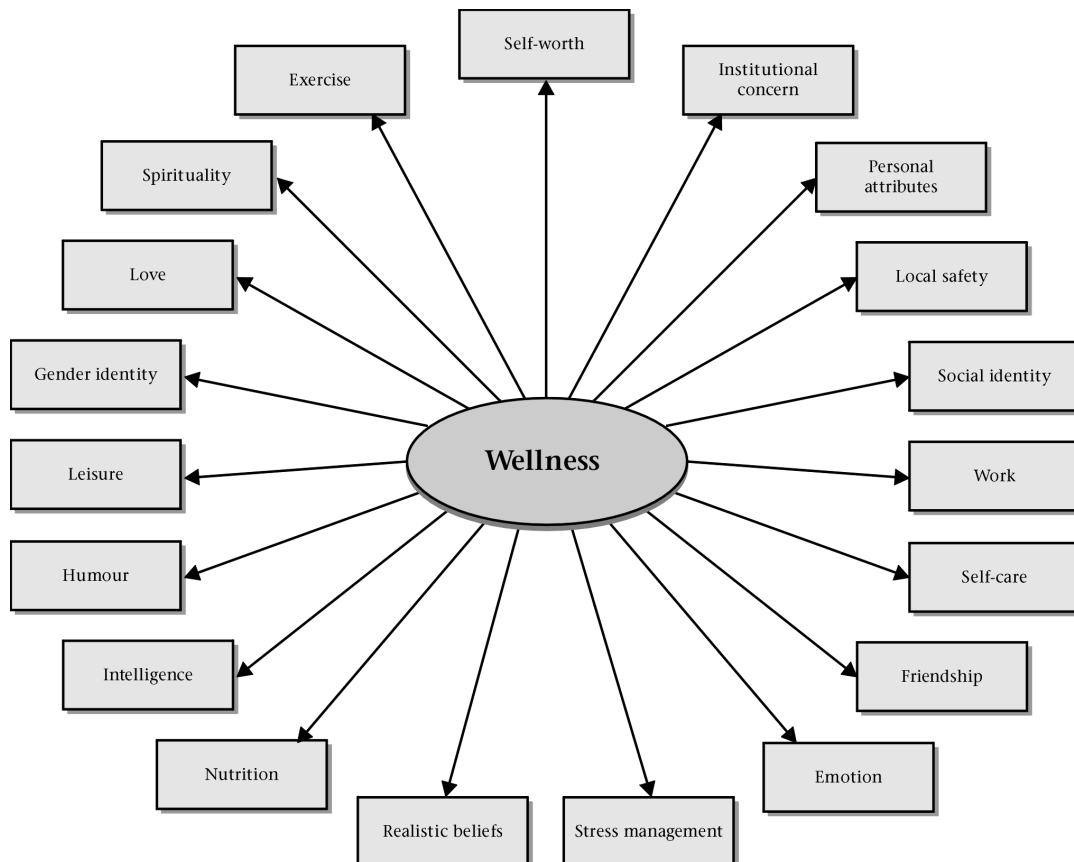 Self-worth
Exercise
Institutional
concern
Spirituality
Personal
attributes
Love
Local safety
Gender identity
Social identity
Wellness
Leisure
Work
Humour
Self-care
Intelligence
Friendship
Nutrition
Emotion
Realistic beliefs
Stress management